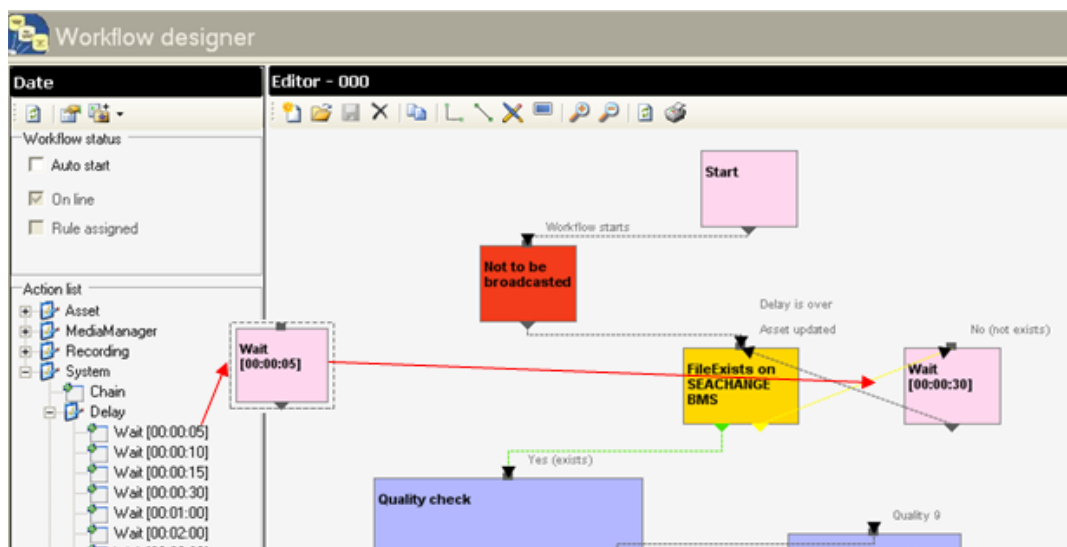 Workflow designer
Date
Editor - 000
Workflow status
Auto start
On line
Rule assigned
Action list
Asset
MediaManager
Recording
System
Chain
Delay
Wait [00:00:05]
Wait [00:00:10]
Wait [00:00:15]
Wait [00:00:30]
Wait [00:01:00]
Wait [00:02:00]
Wait
[00:00:05]
Start
Workflow starts
Not to be
broadcasted
Delay is over
Asset updated
No (not exists)
FileExists on
SEACHANGE
BMS
Wait
[00:00:30]
Yes (exists)
Quality check
Quality 9